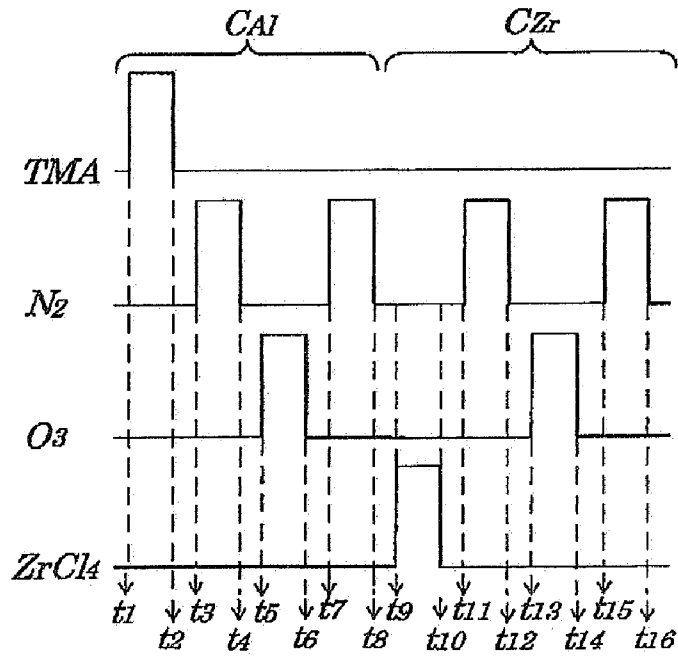 CAl CZr
TMA
N2
O3
ZrCl4
t1 t3 t5 t7 t9 t11 t13 t15
t2 t4 t6 t8 t10 t12 t14 t16